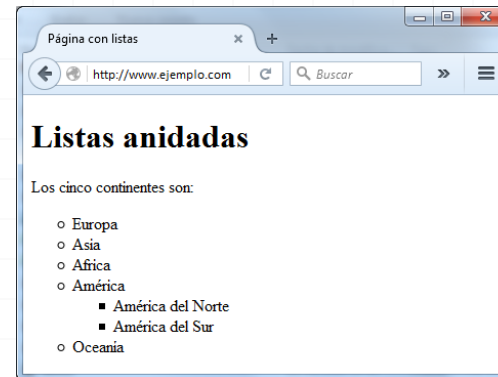 Página con listas
http://www.ejemplo.com
Buscar
Listas anidadas
Los cinco continentes son:
Europa
Asia
Africa
América
América del Norte
América del Sur
Oceania